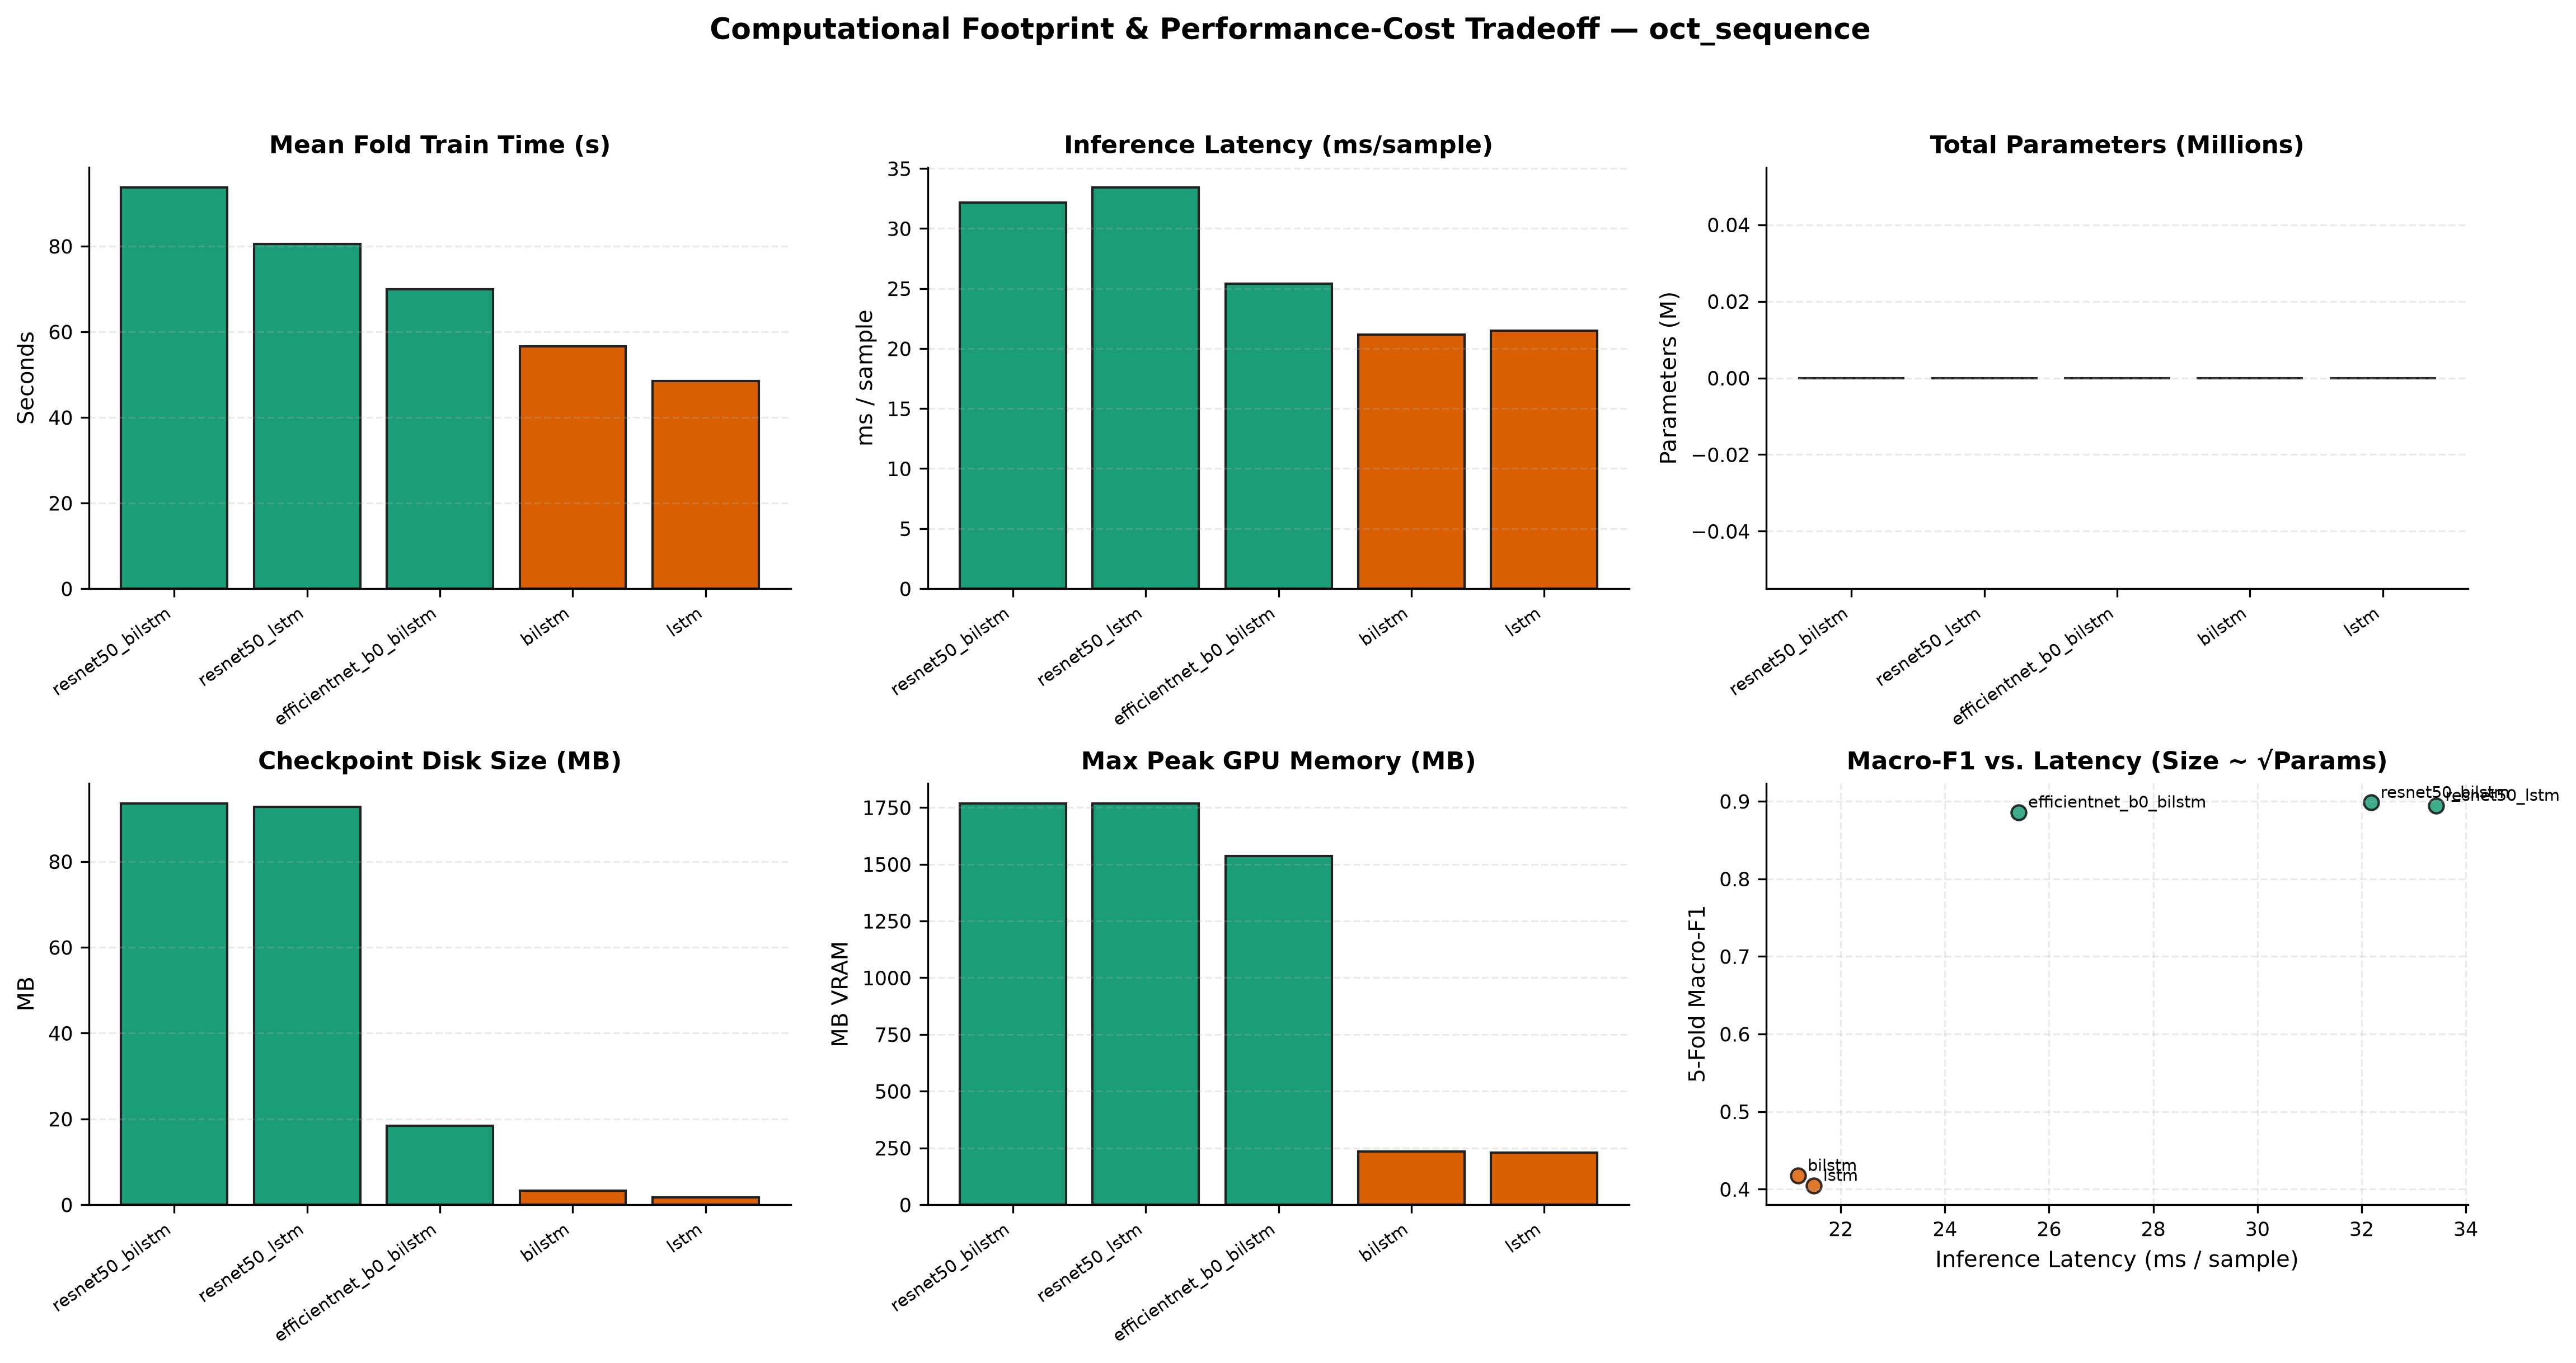 Computational Footprint & Performance-Cost Tradeoff — oct_sequence
Mean Fold Train Time (s)
Seconds
80
60
40
20
0
resnet50_bilstm
resnet50_lstm
efficientnet_b0_bilstm
bilstm
lstm
Inference Latency (ms/sample)
ms / sample
35
30
25
20
15
10
5
0
resnet50_bilstm
resnet50_lstm
efficientnet_b0_bilstm
bilstm
lstm
Total Parameters (Millions)
Parameters (M)
0.04
0.02
0.00
−0.02
−0.04
resnet50_bilstm
resnet50_lstm
efficientnet_b0_bilstm
bilstm
lstm
Checkpoint Disk Size (MB)
MB
80
60
40
20
0
resnet50_bilstm
resnet50_lstm
efficientnet_b0_bilstm
bilstm
lstm
Max Peak GPU Memory (MB)
MB VRAM
1750
1500
1250
1000
750
500
250
0
resnet50_bilstm
resnet50_lstm
efficientnet_b0_bilstm
bilstm
lstm
Macro-F1 vs. Latency (Size ~ √Params)
5-Fold Macro-F1
0.9
0.8
0.7
0.6
0.5
0.4
efficientnet_b0_bilstm
resnet50_bilstm
resnet50_lstm
bilstm
lstm
22 24 26 28 30 32 34
Inference Latency (ms / sample)